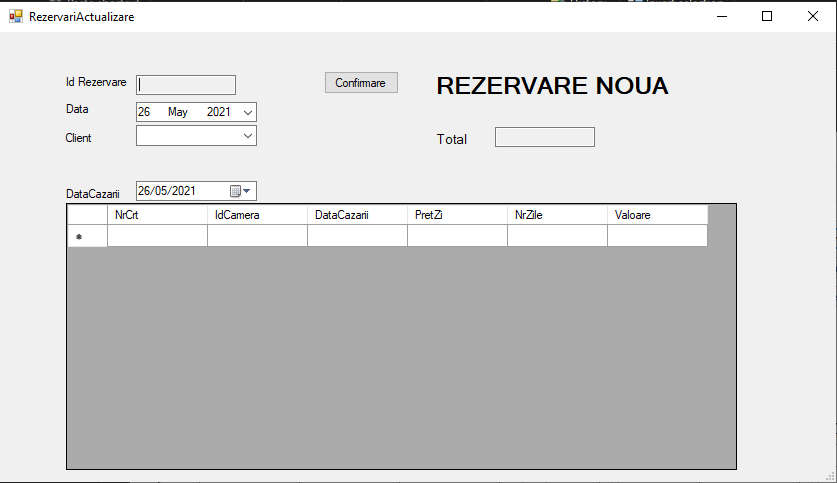 RezervariActualizare
Id Rezervare
Confirmare
REZERVARE NOUA
Data
26 May 2021
Client
Total
DataCazarii
26/05/2021
NrCrt IdCamera DataCazarii PretZi NrZile Valoare